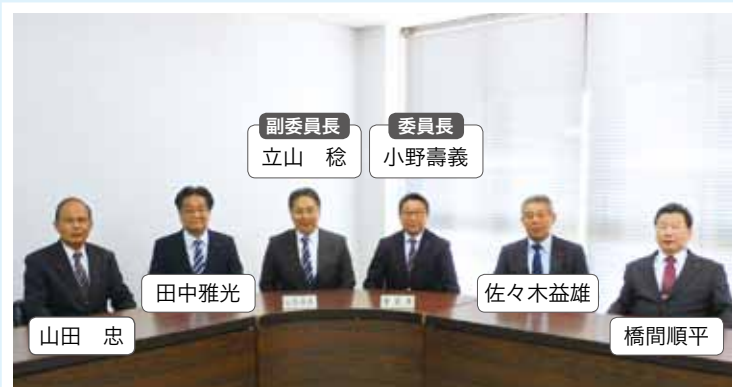 副委員長
立山　稔
委員長
小野壽義
山田　忠
田中雅光
佐々木益雄
橋間順平